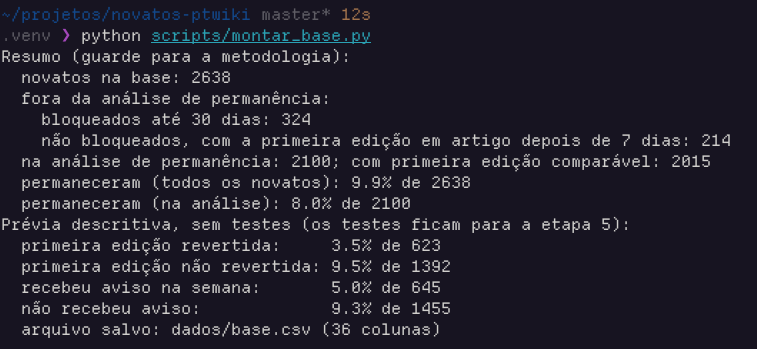 ~/projetos/novatos-ptwiki master* 12s
.venv ❯ python scripts/montar_base.py
Resumo (guarde para a metodologia):
  novatos na base: 2638
  fora da análise de permanência:
    bloqueados até 30 dias: 324
    não bloqueados, com a primeira edição em artigo depois de 7 dias: 214
  na análise de permanência: 2100; com primeira edição comparável: 2015
  permaneceram (todos os novatos): 9.9% de 2638
  permaneceram (na análise): 8.0% de 2100
Prévia descritiva, sem testes (os testes ficam para a etapa 5):
  primeira edição revertida:     3.5% de 623
  primeira edição não revertida: 9.5% de 1392
  recebeu aviso na semana:       5.0% de 645
  não recebeu aviso:             9.3% de 1455
  arquivo salvo: dados/base.csv (36 colunas)